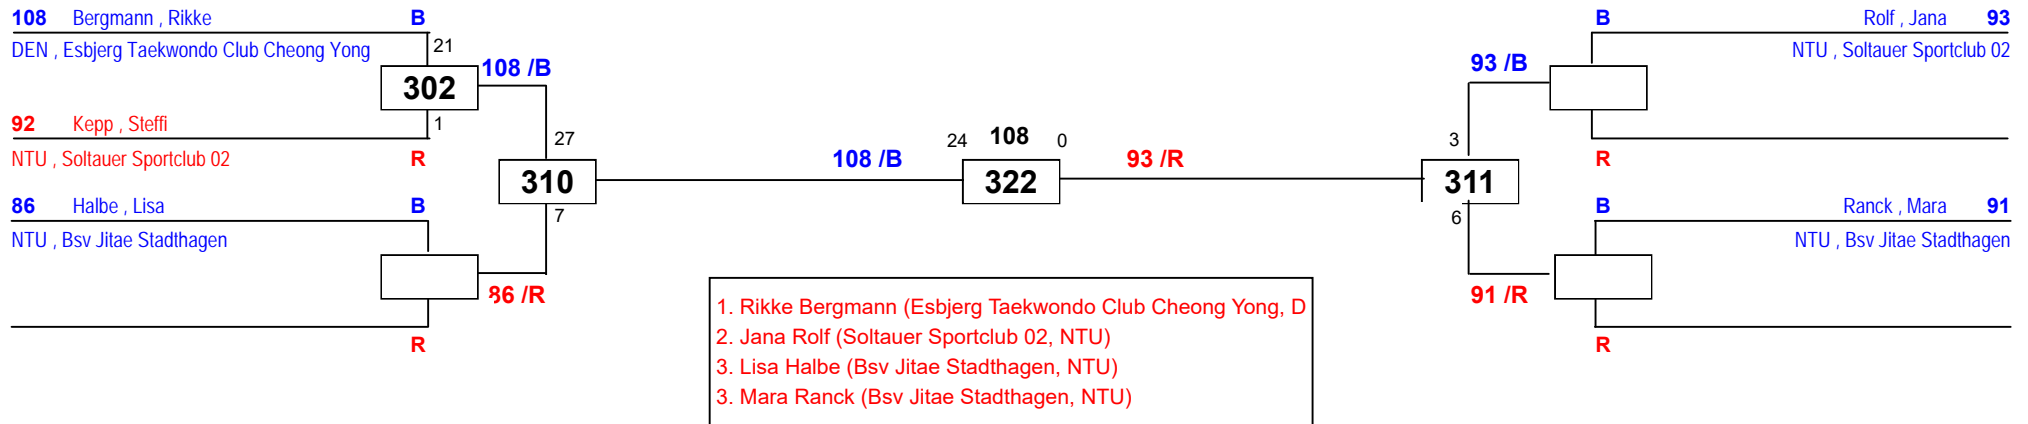 108 Bergmann , Rikke B
DEN , Esbjerg Taekwondo Club Cheong Yong
21
302
108 /B
92 Kepp , Steffi
1
NTU , Soltauer Sportclub 02 R
86 Halbe , Lisa B
NTU , Bsv Jitae Stadthagen
86 /R
R
27
310
7
108 /B
24 108 0
322
93 /R
1. Rikke Bergmann (Esbjerg Taekwondo Club Cheong Yong, D
2. Jana Rolf (Soltauer Sportclub 02, NTU)
3. Lisa Halbe (Bsv Jitae Stadthagen, NTU)
3. Mara Ranck (Bsv Jitae Stadthagen, NTU)
B Rolf , Jana 93
NTU , Soltauer Sportclub 02
93 /B
R
3
311
6
B Ranck , Mara 91
NTU , Bsv Jitae Stadthagen
91 /R
R